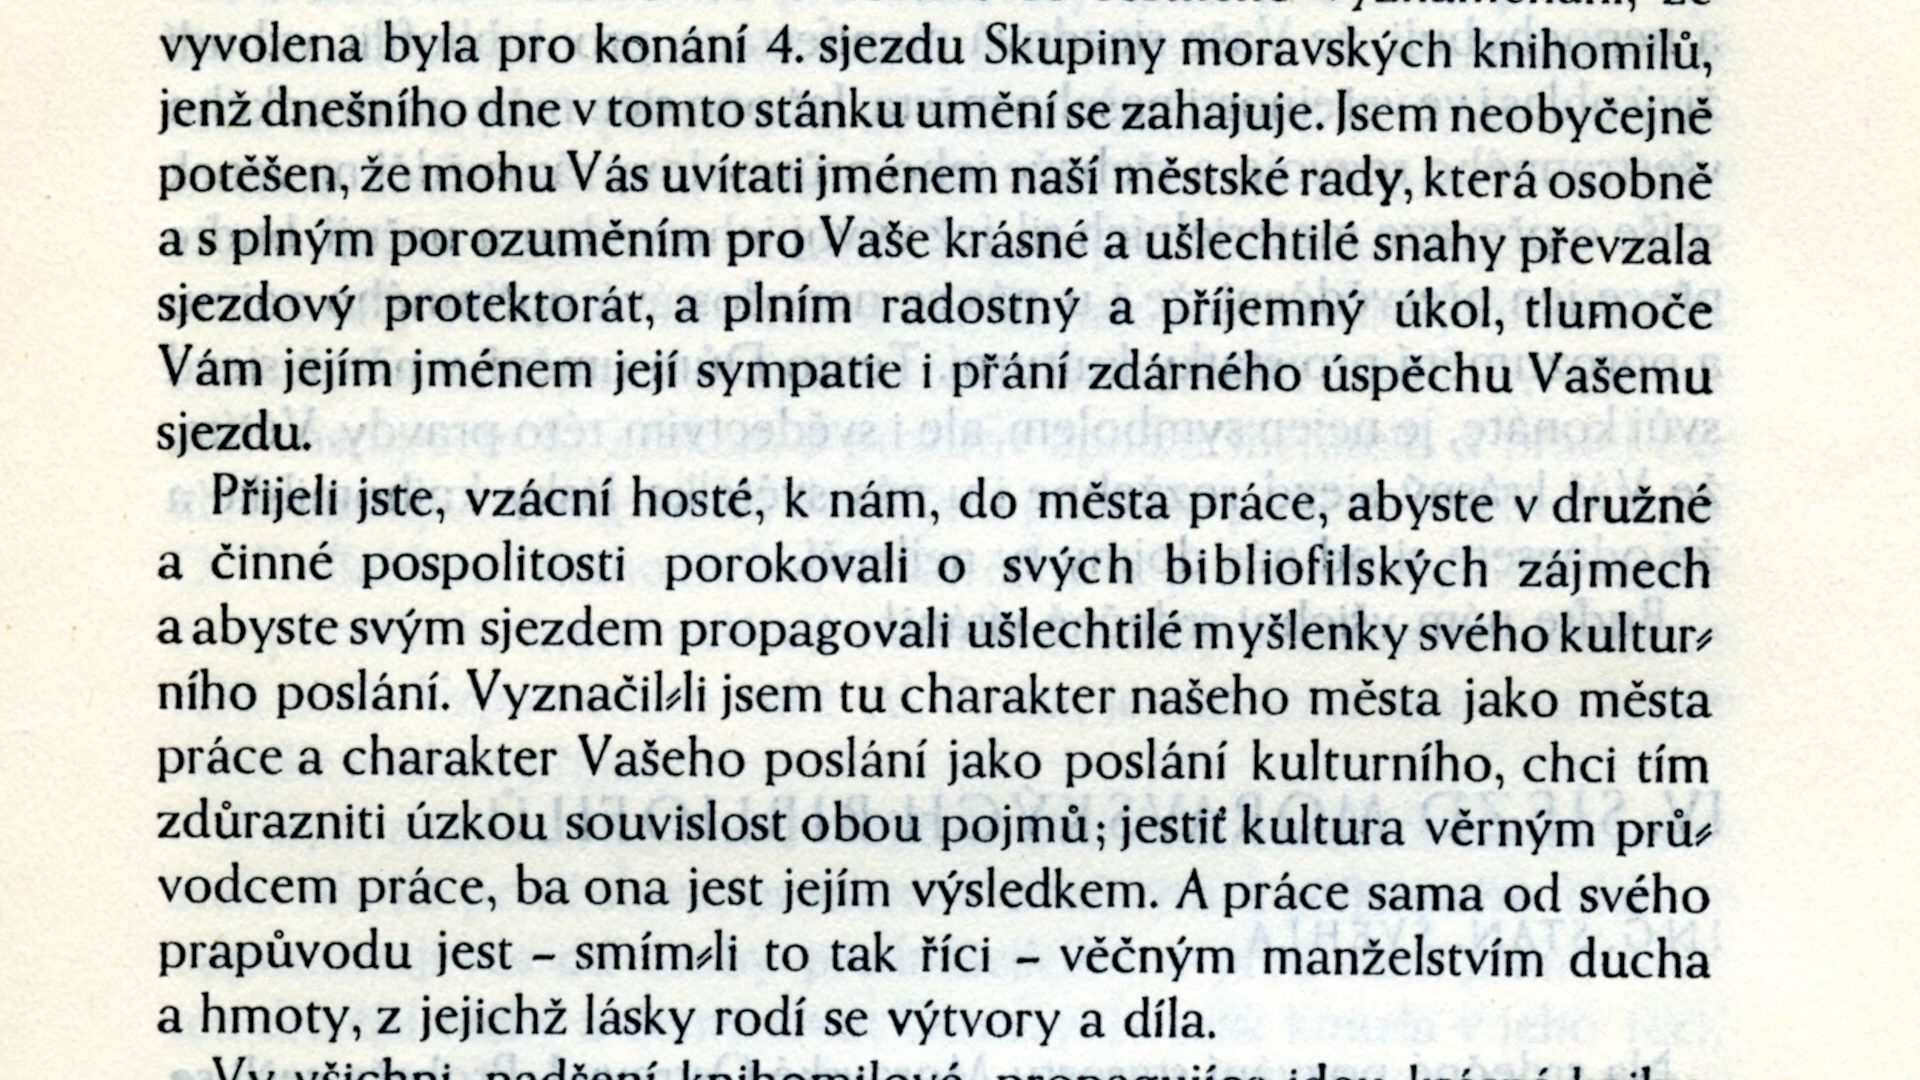 vyvolena byla pro konání 4. sjezdu Skupiny moravských knihomilů,
jenž dnešního dne v tomto stánku umění se zahajuje. Jsem neobyčejně
potěšen, že mohu Vás uvítati jménem naší městské rady, která osobně
a s plným porozuměním pro Vaše krásné a ušlechtilé snahy převzala
sjezdový protektorát, a plním radostný a příjemný úkol, tlumoče
Vám jejím jménem její sympatie i přání zdárného úspěchu Vašemu
sjezdu.
Přijeli jste, vzácní hosté, k nám, do města práce, abyste v družné
a činné pospolitosti porokovali o svých bibliofilských zájmech
a abyste svým sjezdem propagovali ušlechtilé myšlenky svého kultur-
ního poslání. Vyznačil-li jsem tu charakter našeho města jako města
práce a charakter Vašeho poslání jako poslání kulturního, chci tím
zdůrazniti úzkou souvislost obou pojmů; jestiť kultura věrným prů-
vodcem práce, ba ona jest jejím výsledkem. A práce sama od svého
prapůvodu jest – smím-li to tak říci – věčným manželstvím ducha
a hmoty, z jejichž lásky rodí se výtvory a díla.
Vy všichni, nadšení knihomilové, propagujíce ideu krásné